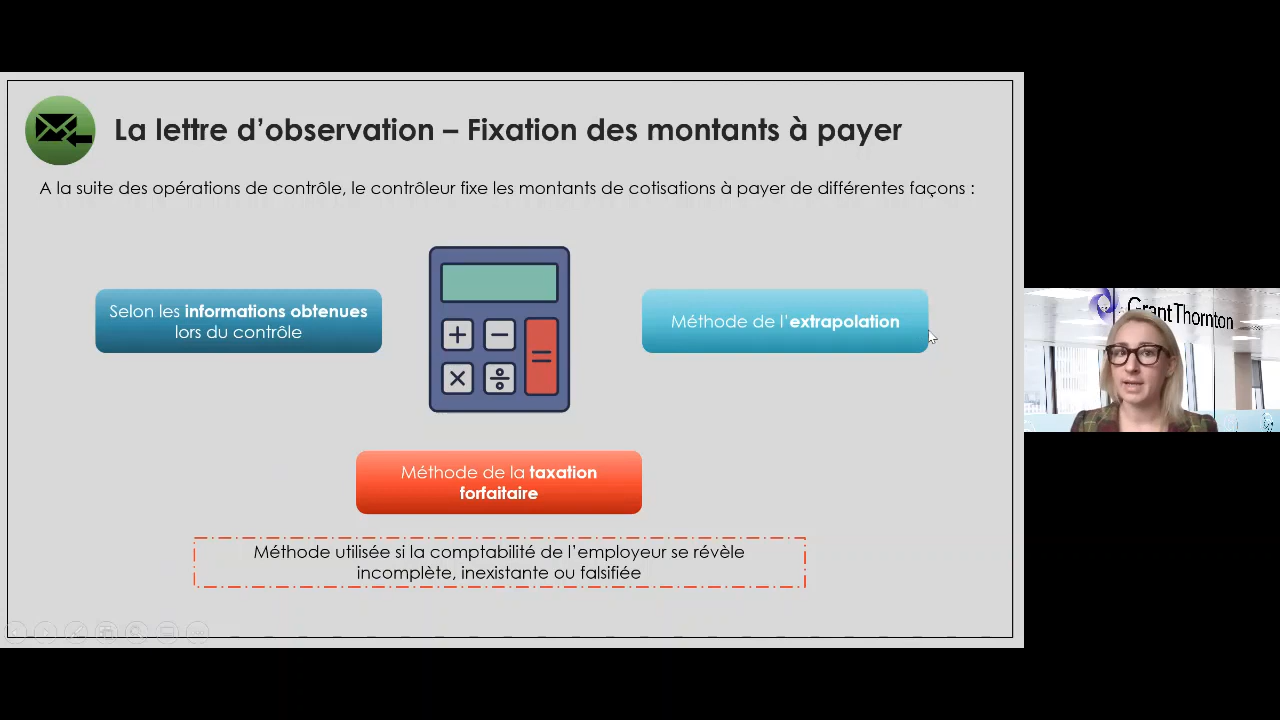 La lettre d'observation – Fixation des montants à payer
A la suite des opérations de contrôle, le contrôleur fixe les montants de cotisations à payer de différentes façons :
Selon les informations obtenues
lors du contrôle
Méthode de l'extrapolation
Méthode de la taxation
forfaitaire
Méthode utilisée si la comptabilité de l'employeur se révèle
incomplète, inexistante ou falsifiée
GrantThornton